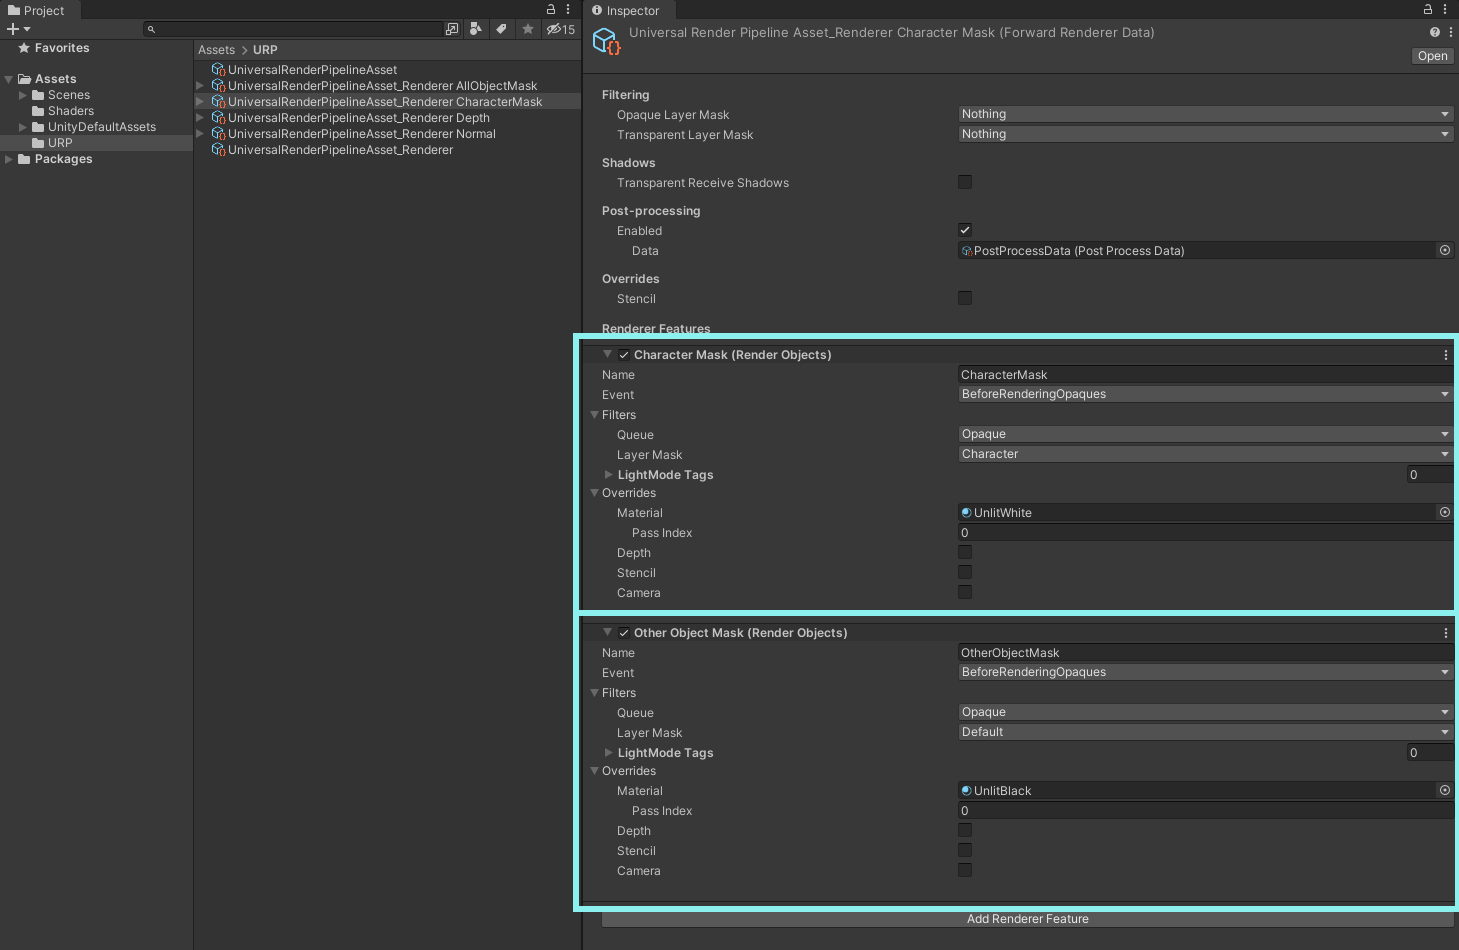 Project
15
Favorites
Assets
Scenes
Shaders
UnityDefaultAssets
URP
Packages
Assets > URP
UniversalRenderPipelineAsset
UniversalRenderPipelineAsset_Renderer AllObjectMask
UniversalRenderPipelineAsset_Renderer CharacterMask
UniversalRenderPipelineAsset_Renderer Depth
UniversalRenderPipelineAsset_Renderer Normal
UniversalRenderPipelineAsset_Renderer
Inspector
Universal Render Pipeline Asset_Renderer Character Mask (Forward Renderer Data)
Open
Filtering
Opaque Layer Mask Nothing
Transparent Layer Mask Nothing
Shadows
Transparent Receive Shadows
Post-processing
Enabled
Data PostProcessData (Post Process Data)
Overrides
Stencil
Renderer Features
Character Mask (Render Objects)
Name CharacterMask
Event BeforeRenderingOpaques
Filters
Queue Opaque
Layer Mask Character
LightMode Tags 0
Overrides
Material UnlitWhite
Pass Index 0
Depth
Stencil
Camera
Other Object Mask (Render Objects)
Name OtherObjectMask
Event BeforeRenderingOpaques
Filters
Queue Opaque
Layer Mask Default
LightMode Tags 0
Overrides
Material UnlitBlack
Pass Index 0
Depth
Stencil
Camera
Add Renderer Feature